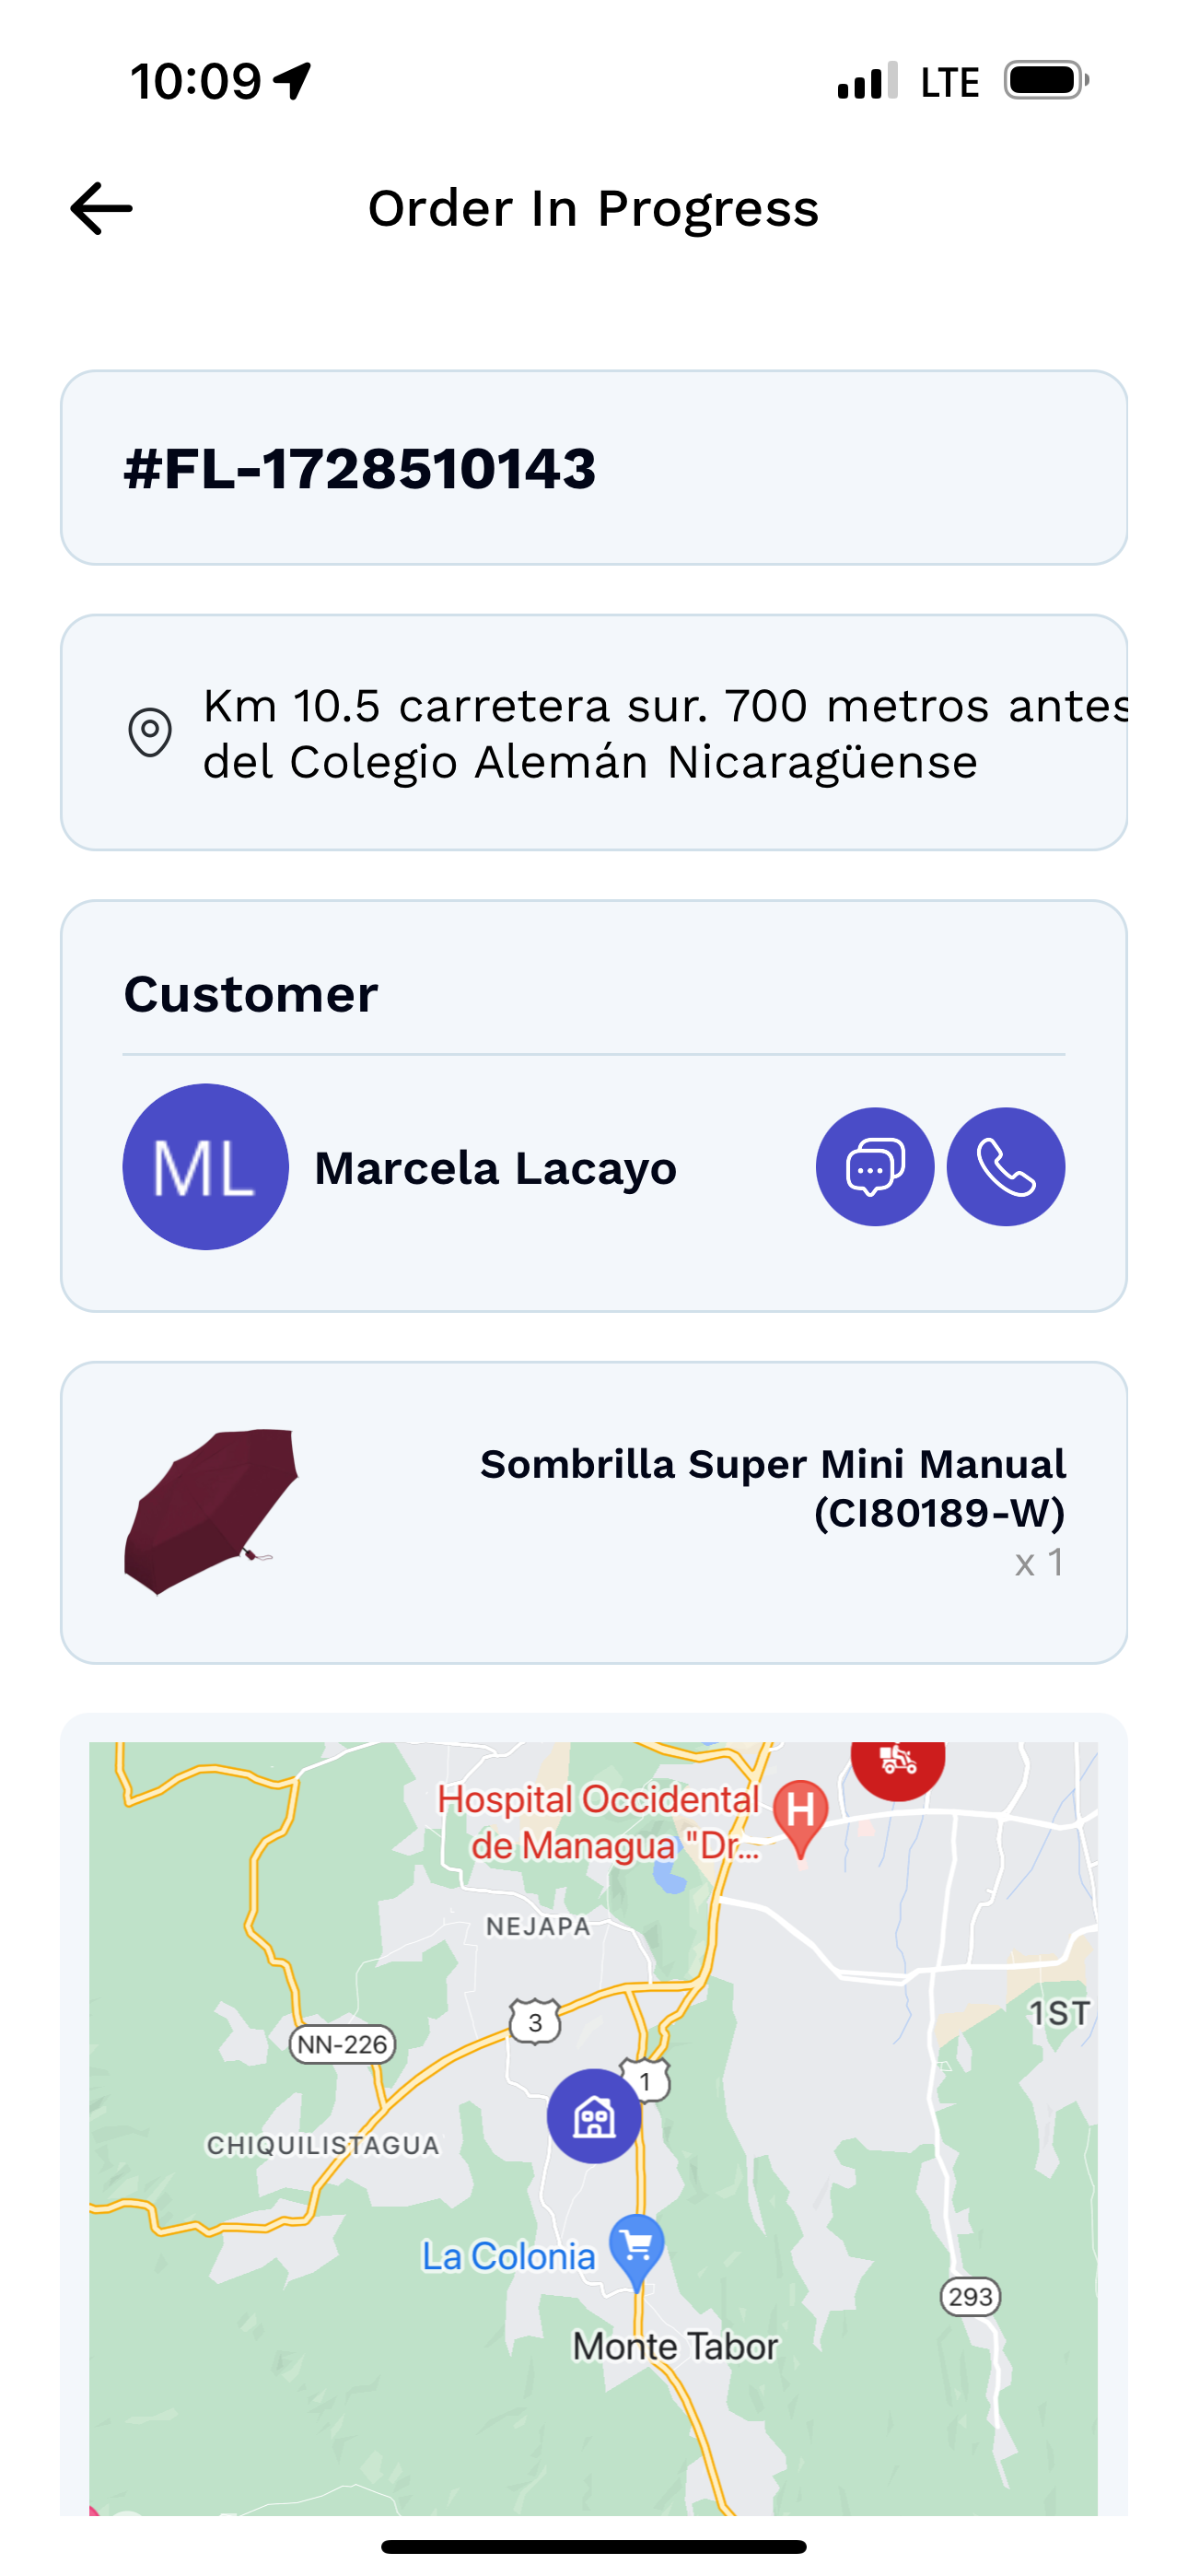 10:09
LTE
Order In Progress
#FL-1728510143
Km 10.5 carretera sur. 700 metros antes
del Colegio Alemán Nicaragüense
Customer
ML
Marcela Lacayo
Sombrilla Super Mini Manual
(CI80189-W)
x 1
Hospital Occidental
de Managua "Dr...
H
NEJAPA
1ST
3
NN-226
1
CHIQUILISTAGUA
La Colonia
293
Monte Tabor